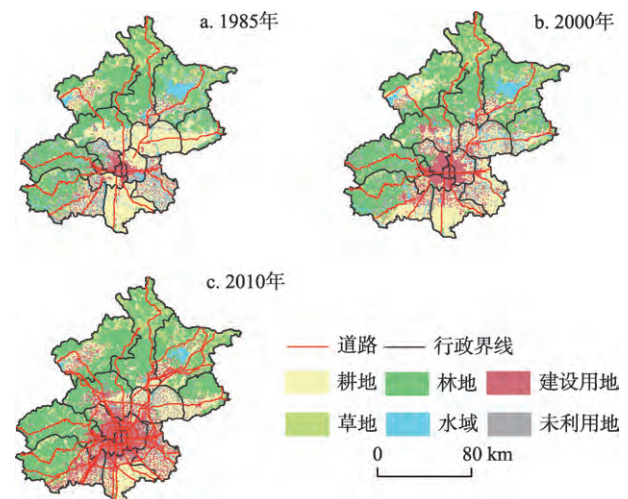 a. 1985年
b. 2000年
c. 2010年
道路 行政界线
耕地 林地 建设用地
草地 水域 未利用地
0 80 km